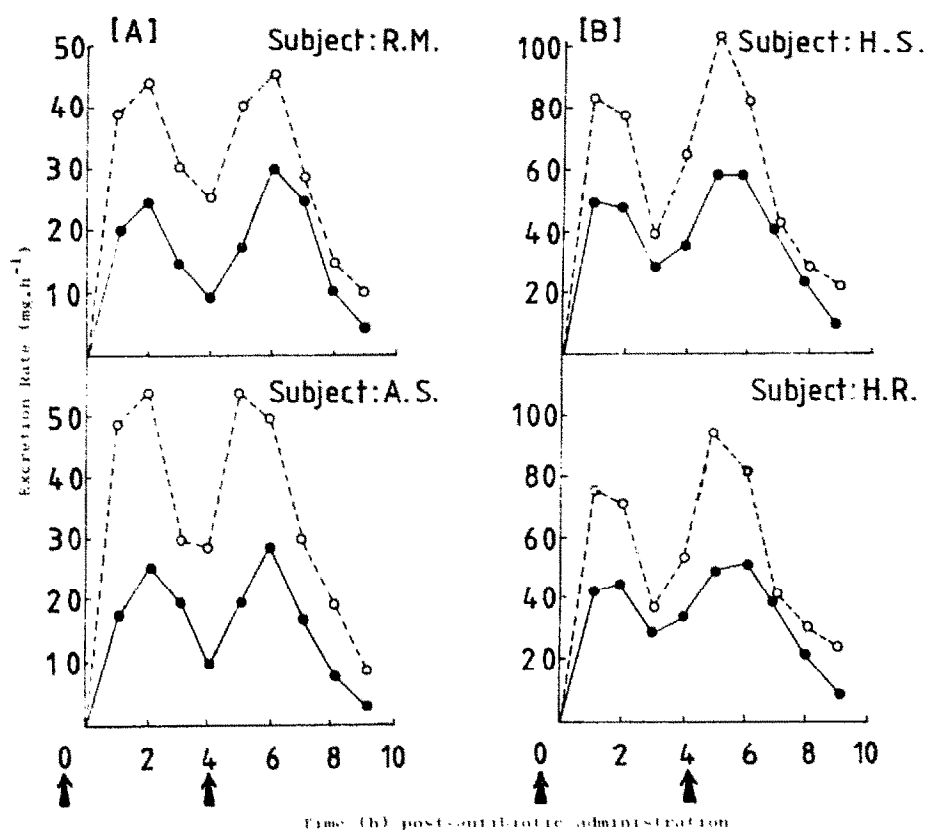 [A]
Subject: R.M.
50
40
30
20
10
[B]
Subject: H.S.
100
80
60
40
20
Excretion Rate (mg.h⁻¹)
Subject: A.S.
50
40
30
20
10
0 2 4 6 8 10
Subject: H.R.
100
80
60
40
20
0 2 4 6 8 10
Time (h) post-antibiotic administration